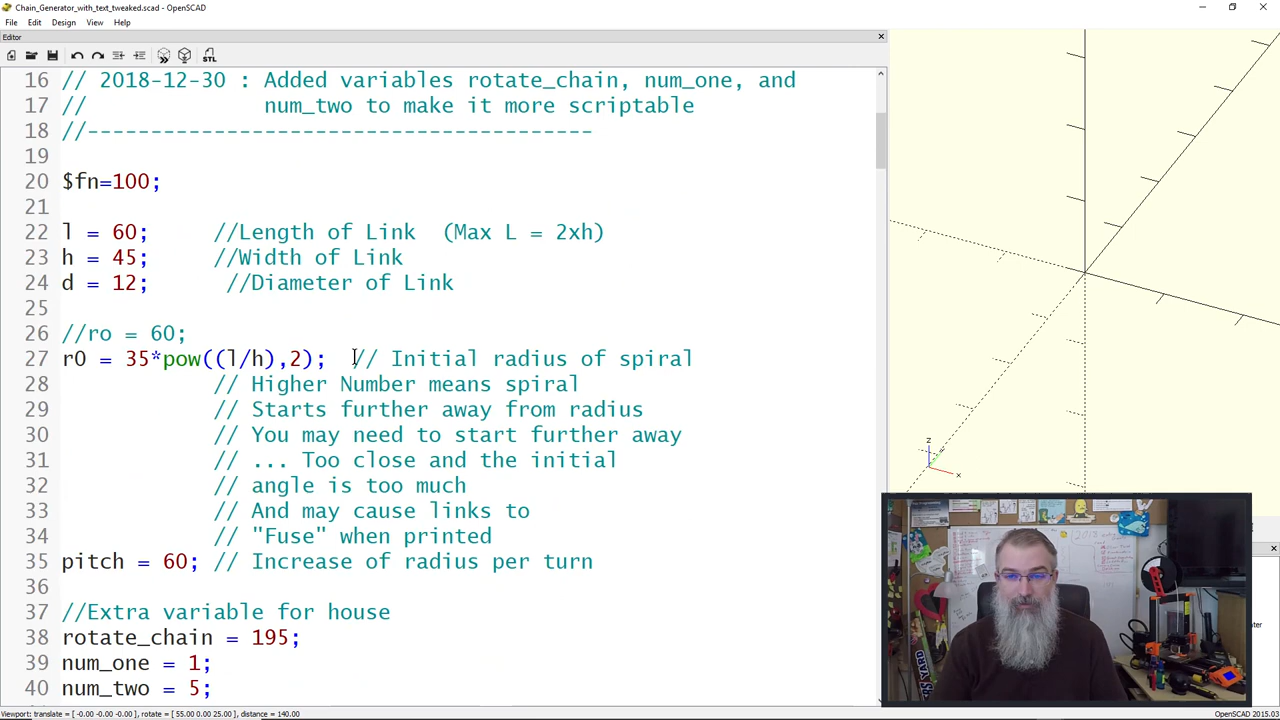 Chain_Generator_with_text_tweaked.scad - OpenSCAD
File Edit Design View Help
Editor
STL
16 // 2018-12-30 : Added variables rotate_chain, num_one, and
17 // num_two to make it more scriptable
18 //----------------------------------------
19
20 $fn=100;
21
22 l = 60; //Length of Link (Max L = 2xh)
23 h = 45; //Width of Link
24 d = 12; //Diameter of Link
25
26 //ro = 60;
27 r0 = 35*pow((l/h),2); // Initial radius of spiral
28 // Higher Number means spiral
29 // Starts further away from radius
30 // You may need to start further away
31 // ... Too close and the initial
32 // angle is too much
33 // And may cause links to
34 // "Fuse" when printed
35 pitch = 60; // Increase of radius per turn
36
37 //Extra variable for house
38 rotate_chain = 195;
39 num_one = 1;
40 num_two = 5;
z
x
Viewport: translate = [ -0.00 -0.00 -0.00 ], rotate = [ 55.00 0.00 25.00 ], distance = 140.00
OpenSCAD 2015.03